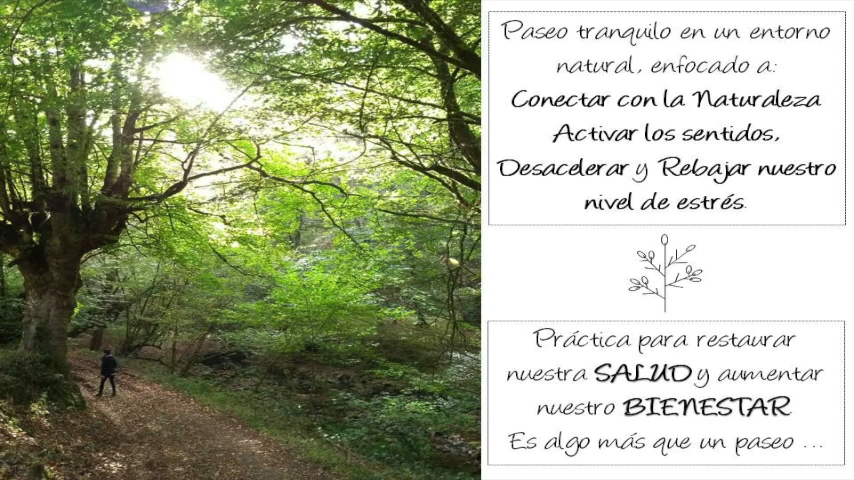 Paseo tranquilo en un entorno
natural, enfocado a:
Conectar con la Naturaleza
Activar los sentidos,
Desacelerar y Rebajar nuestro
nivel de estrés.
Práctica para restaurar
nuestra SALUD y aumentar
nuestro BIENESTAR
Es algo más que un paseo ...